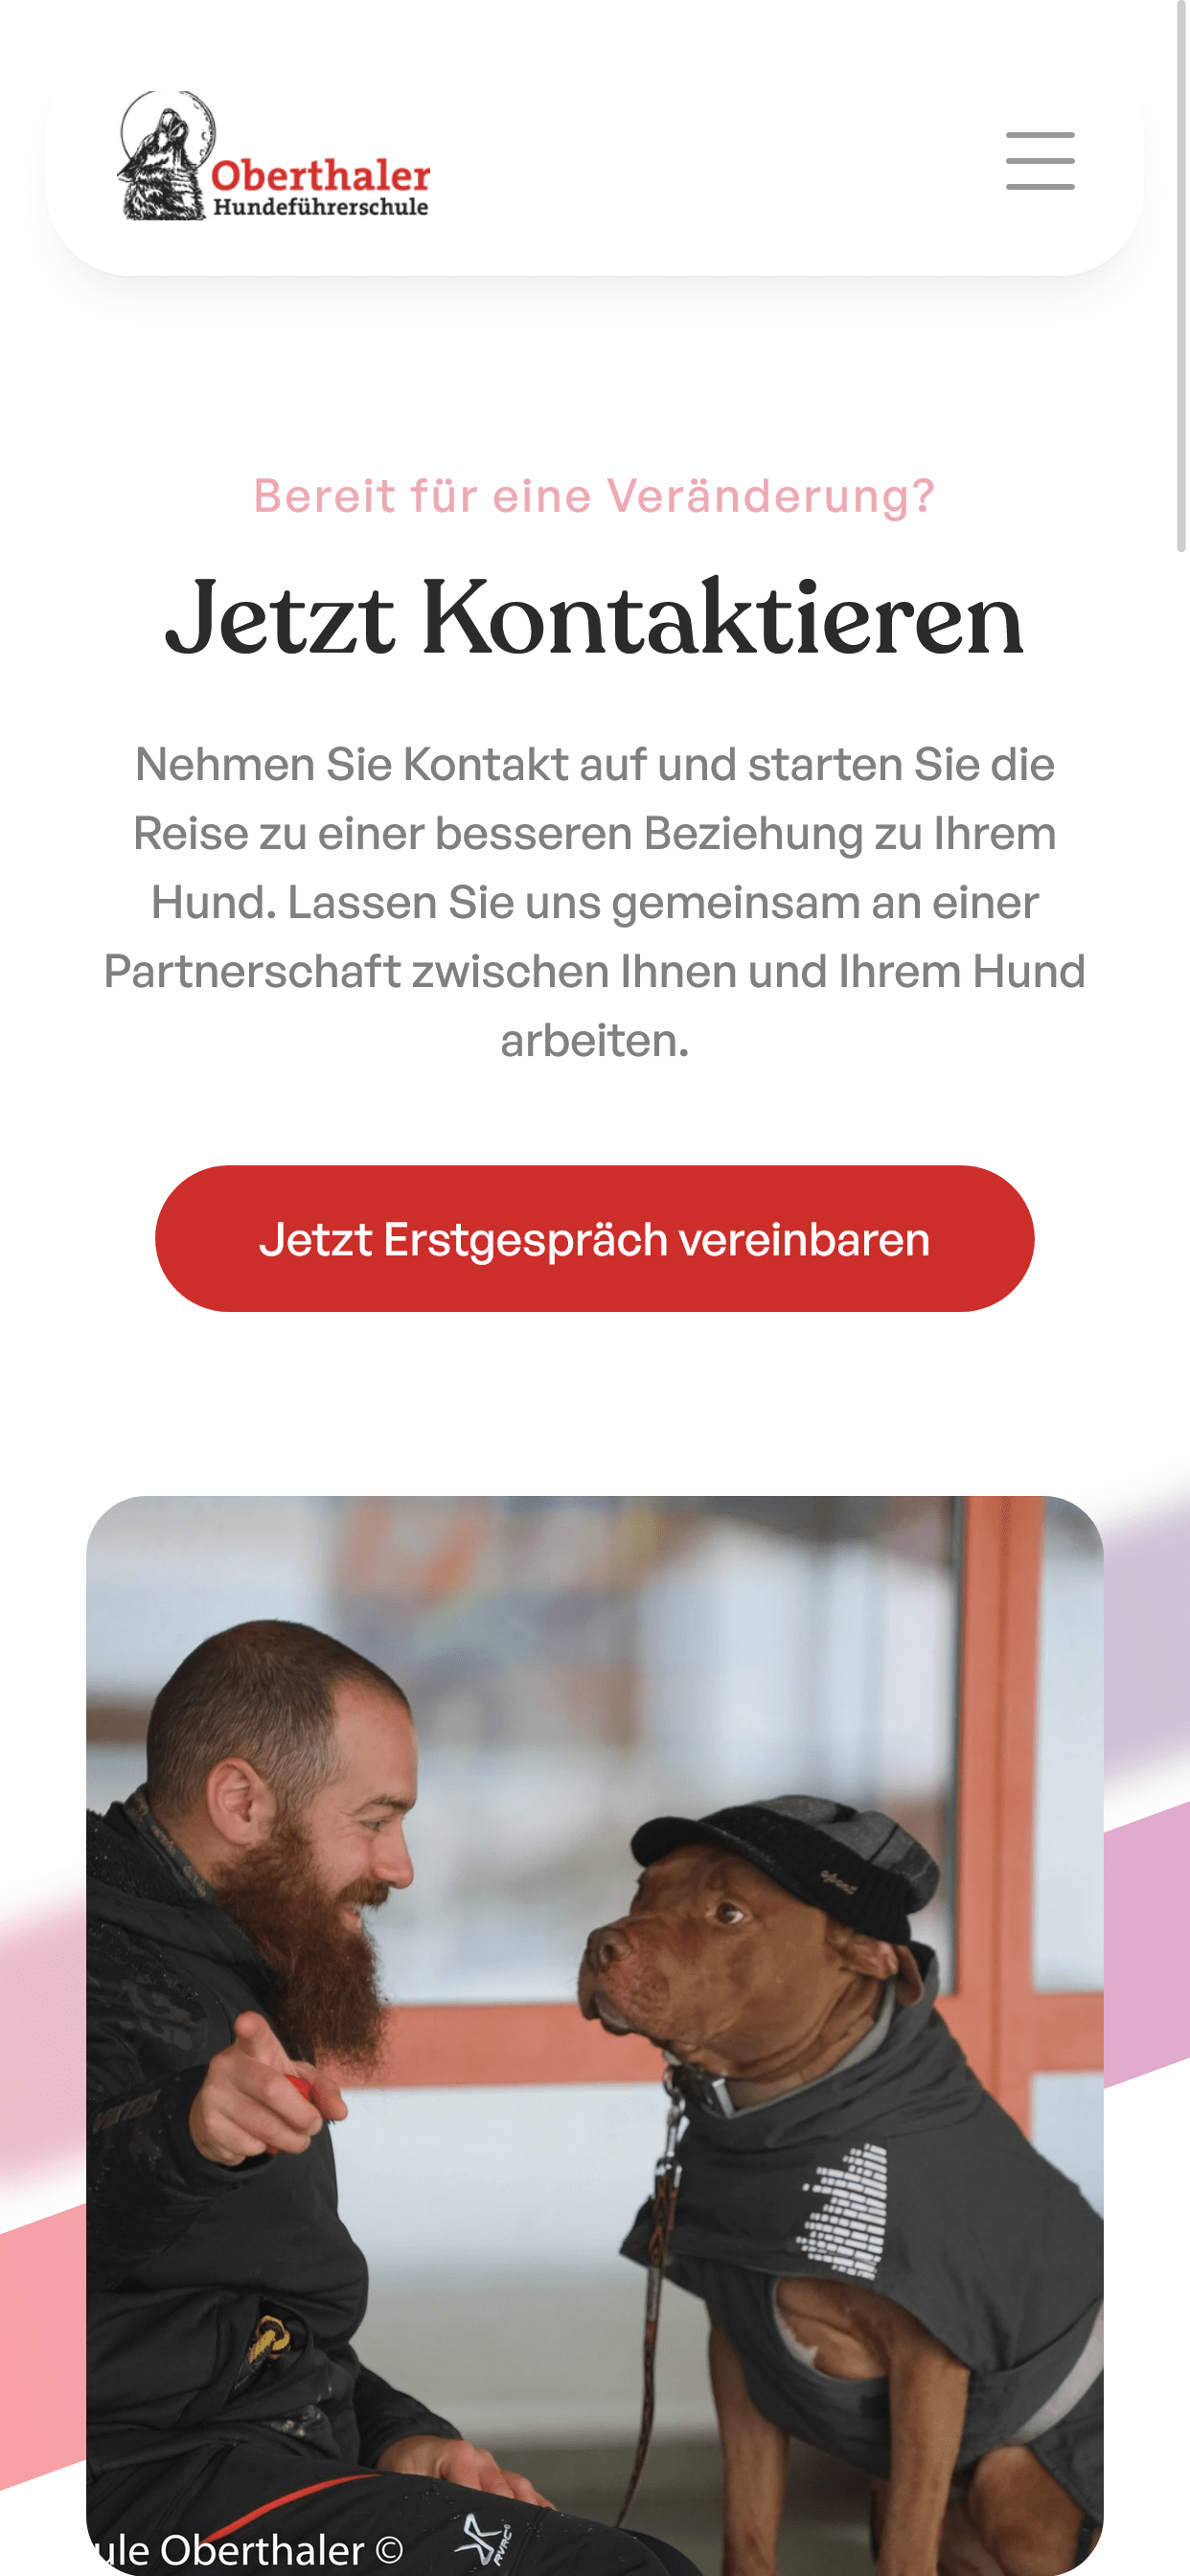 Oberthaler
Hundeführerschule
Bereit für eine Veränderung?
Jetzt Kontaktieren
Nehmen Sie Kontakt auf und starten Sie die
Reise zu einer besseren Beziehung zu Ihrem
Hund. Lassen Sie uns gemeinsam an einer
Partnerschaft zwischen Ihnen und Ihrem Hund
arbeiten.
Jetzt Erstgespräch vereinbaren
ule Oberthaler ©